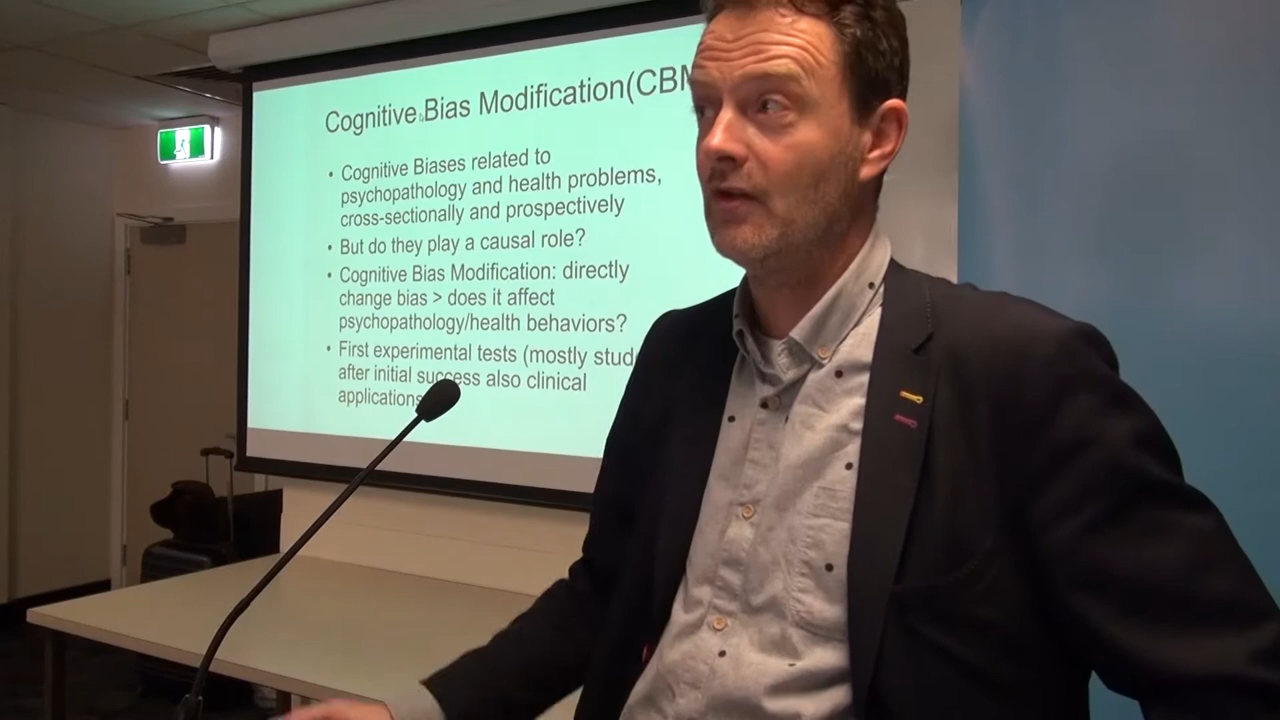 Cognitive Bias Modification(CBM
• Cognitive Biases related to
psychopathology and health problems,
cross-sectionally and prospectively
• But do they play a causal role?
• Cognitive Bias Modification: directly
change bias > does it affect
psychopathology/health behaviors?
• First experimental tests (mostly
after initial success also clinical
applications